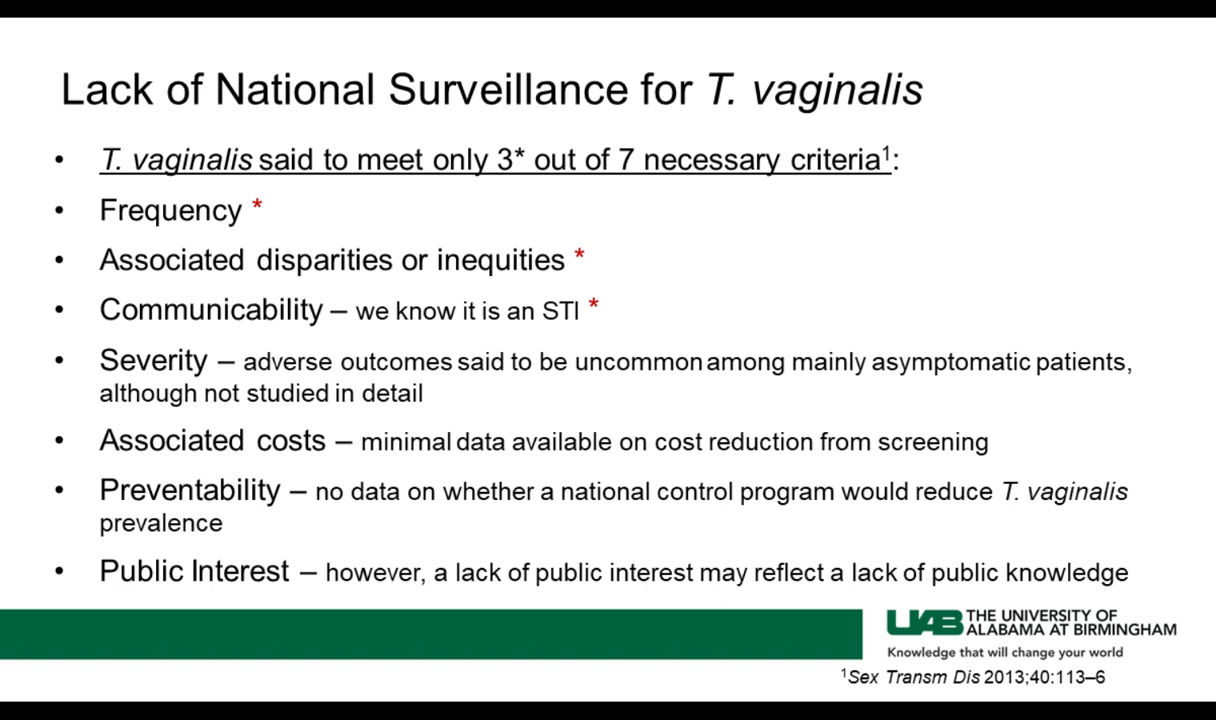 Lack of National Surveillance for T. vaginalis
• T. vaginalis said to meet only 3* out of 7 necessary criteria¹:
• Frequency *
• Associated disparities or inequities *
• Communicability – we know it is an STI *
• Severity – adverse outcomes said to be uncommon among mainly asymptomatic patients,
although not studied in detail
• Associated costs – minimal data available on cost reduction from screening
• Preventability – no data on whether a national control program would reduce T. vaginalis
prevalence
• Public Interest – however, a lack of public interest may reflect a lack of public knowledge
UAB THE UNIVERSITY OF
ALABAMA AT BIRMINGHAM
Knowledge that will change your world
¹Sex Transm Dis 2013;40:113–6